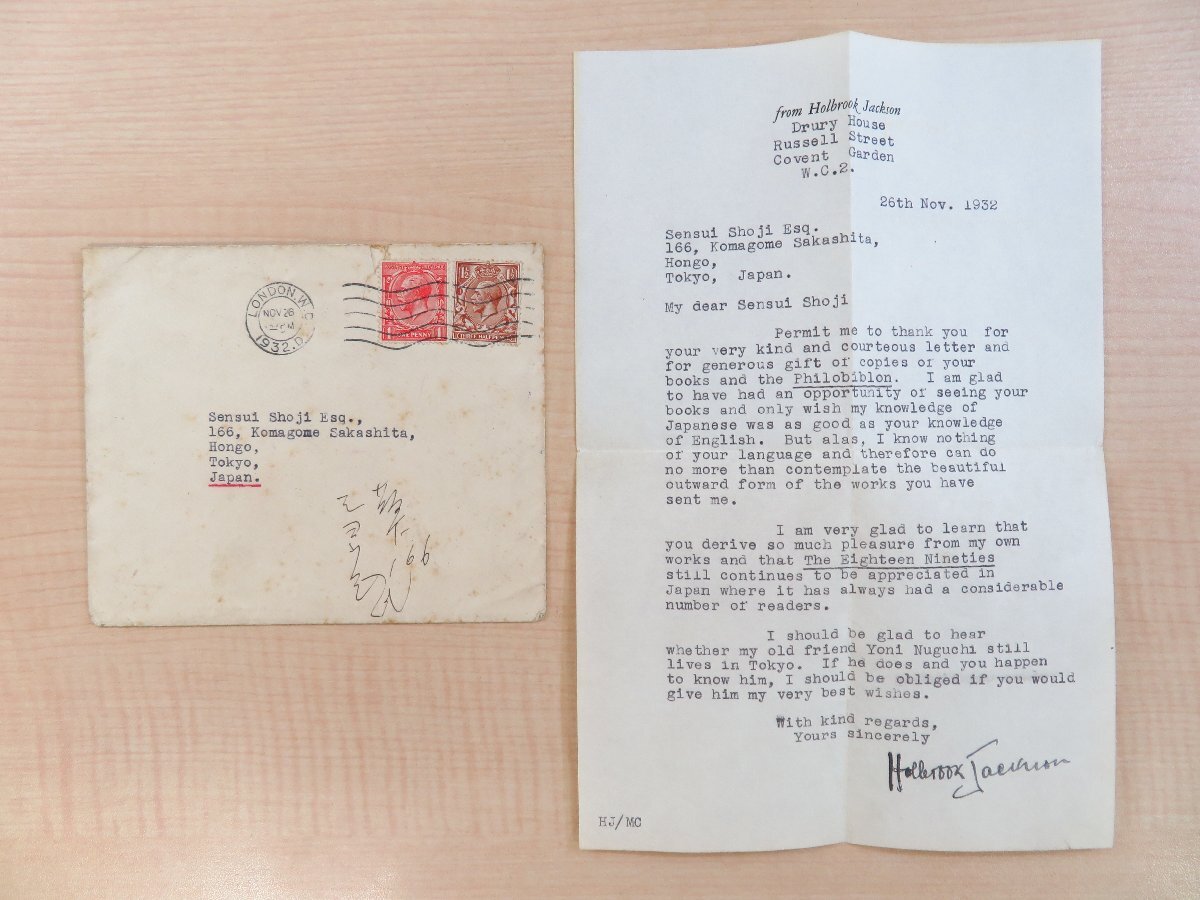 LONDON.W.
NOV 26
1932.D
ONE PENNY
Sensui Shoji Esq.,
166, Komagome Sakashita,
Hongo,
Tokyo,
Japan.
166
from Holbrook Jackson
Drury House
Russell Street
Covent Garden
W.C.2.
26th Nov. 1932
Sensui Shoji Esq.
166, Komagome Sakashita,
Hongo,
Tokyo, Japan.
My dear Sensui Shoji
Permit me to thank you for
your very kind and courteous letter and
for generous gift of copies of your
books and the Philobiblon. I am glad
to have had an opportunity of seeing your
books and only wish my knowledge of
Japanese was as good as your knowledge
of English. But alas, I know nothing
of your language and therefore can do
no more than contemplate the beautiful
outward form of the works you have
sent me.
I am very glad to learn that
you derive so much pleasure from my own
works and that The Eighteen Nineties
still continues to be appreciated in
Japan where it has always had a considerable
number of readers.
I should be glad to hear
whether my old friend Yoni Nuguchi still
lives in Tokyo. If he does and you happen
to know him, I should be obliged if you would
give him my very best wishes.
With kind regards,
Yours sincerely
Holbrook Jackson
HJ/MC